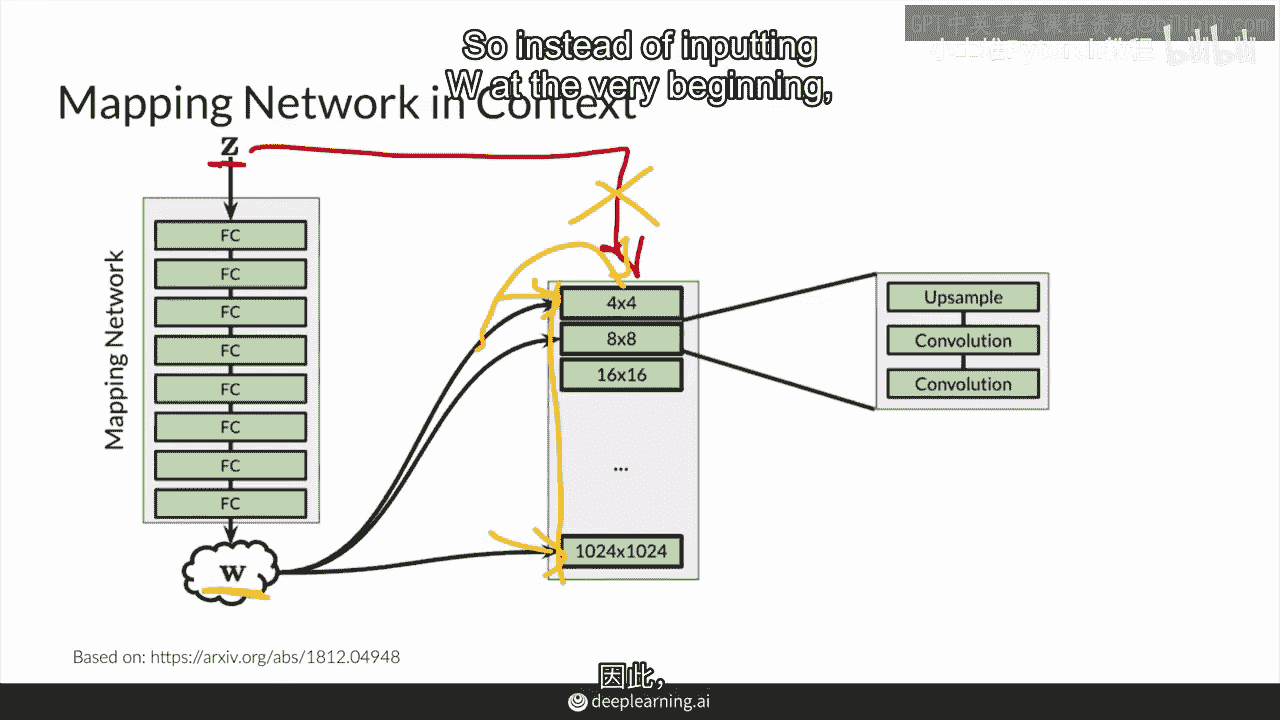 GPT中英字幕课程资源@bilibili.com
So instead of inputting
W at the very beginning,
Mapping Network in Context
z
Mapping Network
FC
FC
FC
FC
FC
FC
FC
FC
w
4x4
8x8
16x16
...
1024x1024
Upsample
Convolution
Convolution
Based on: https://arxiv.org/abs/1812.04948
因此，
deeplearning.ai